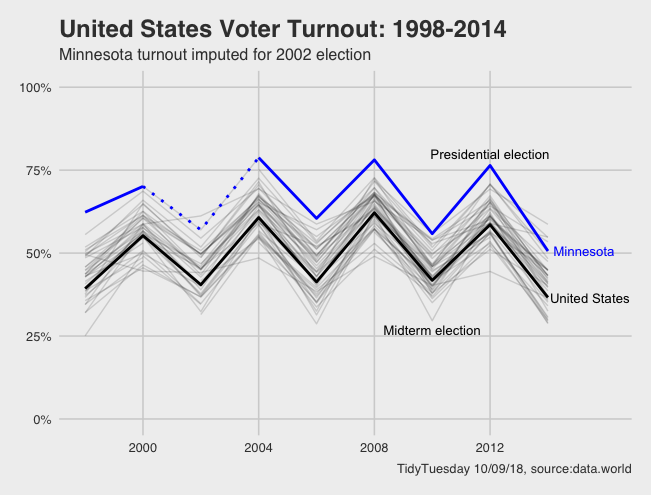 United States Voter Turnout: 1998-2014
Minnesota turnout imputed for 2002 election
100%
Presidential election
75%
50%
Minnesota
United States
Midterm election
25%
0%
2000 2004 2008 2012
TidyTuesday 10/09/18, source:data.world